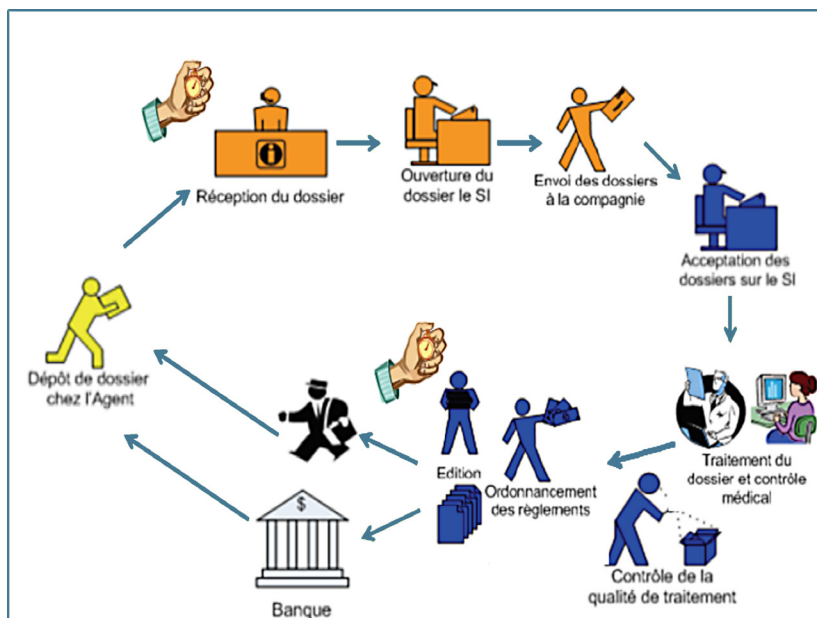 Réception du dossier
Ouverture du
dossier le SI
Envoi des dossiers
à la compagnie
Acceptation des
dossiers sur le SI
Dépôt de dossier
chez l'Agent
Traitement du
dossier et contrôle
médical
Edition
Ordonnancement
des règlements
Contrôle de la
qualité de traitement
$
Banque